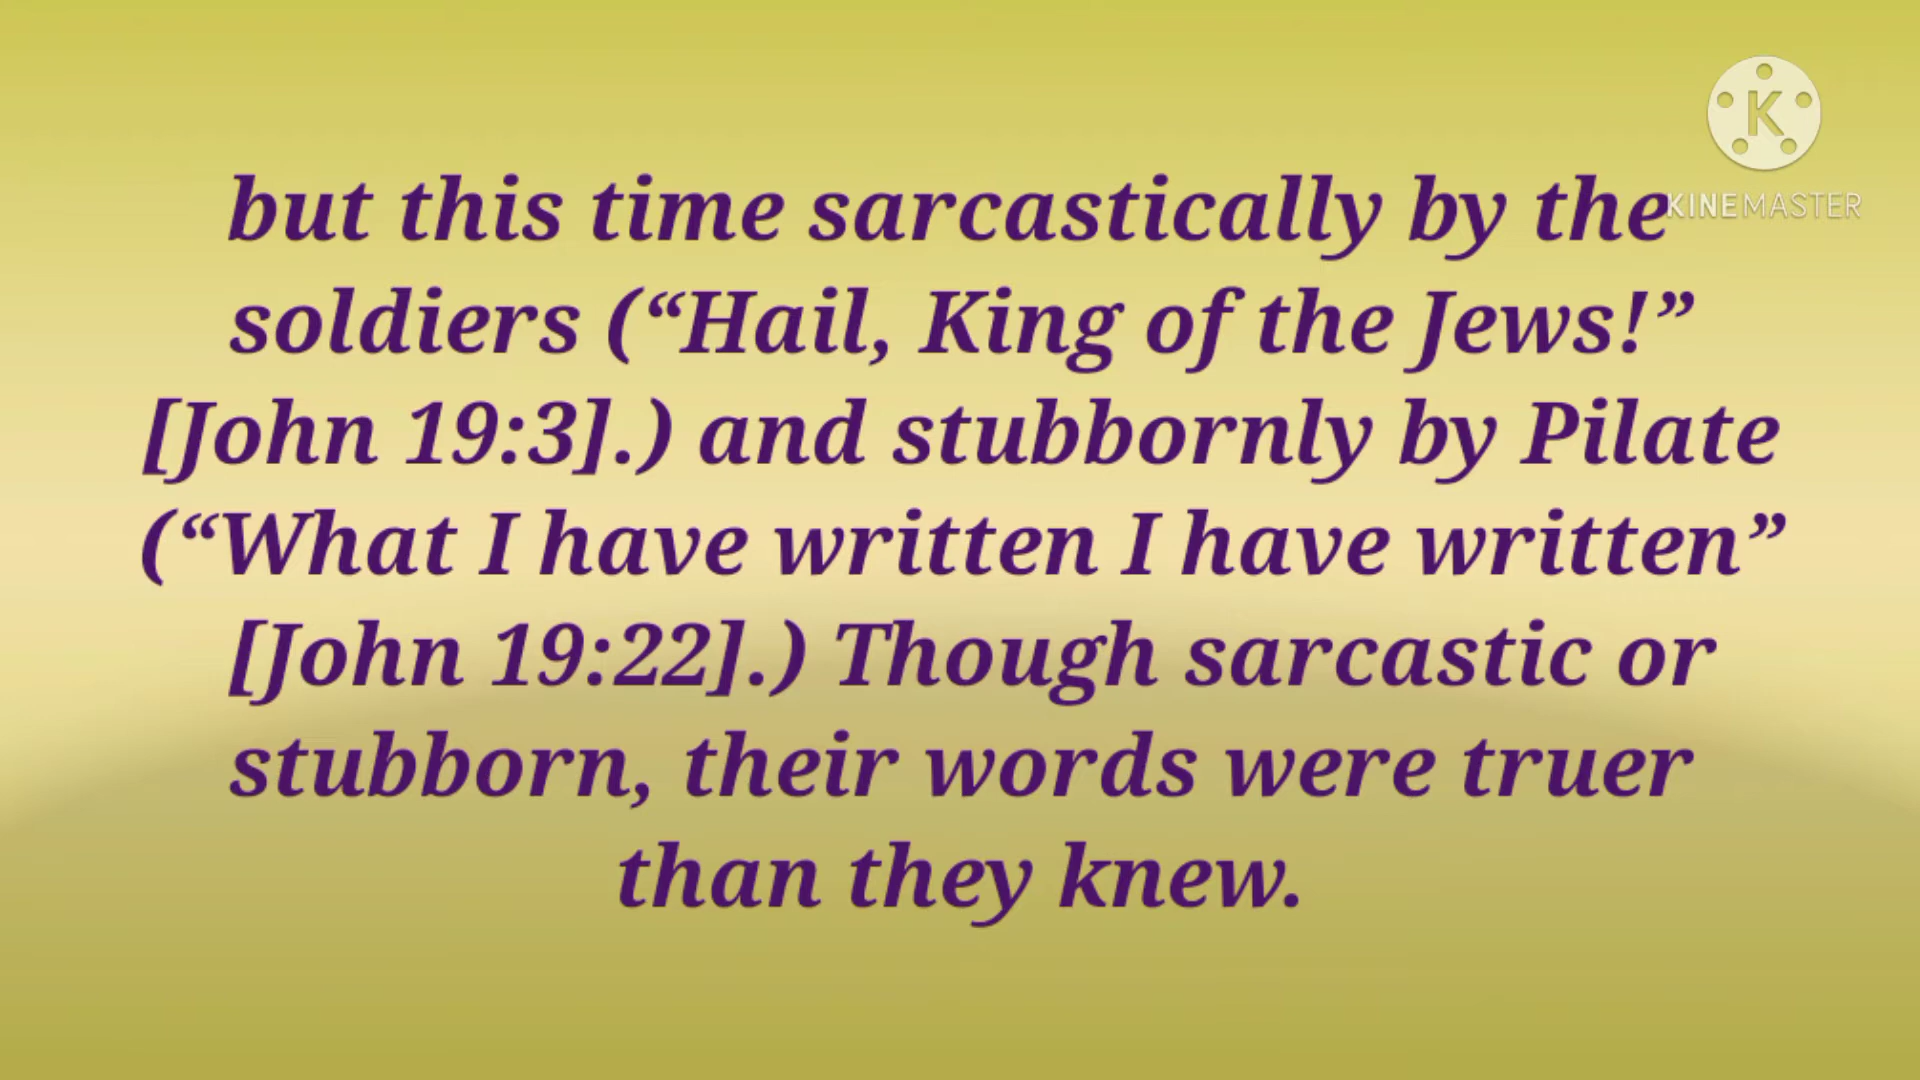 K
KINEMASTER
but this time sarcastically by the
soldiers (“Hail, King of the Jews!”
[John 19:3].) and stubbornly by Pilate
(“What I have written I have written”
[John 19:22].) Though sarcastic or
stubborn, their words were truer
than they knew.